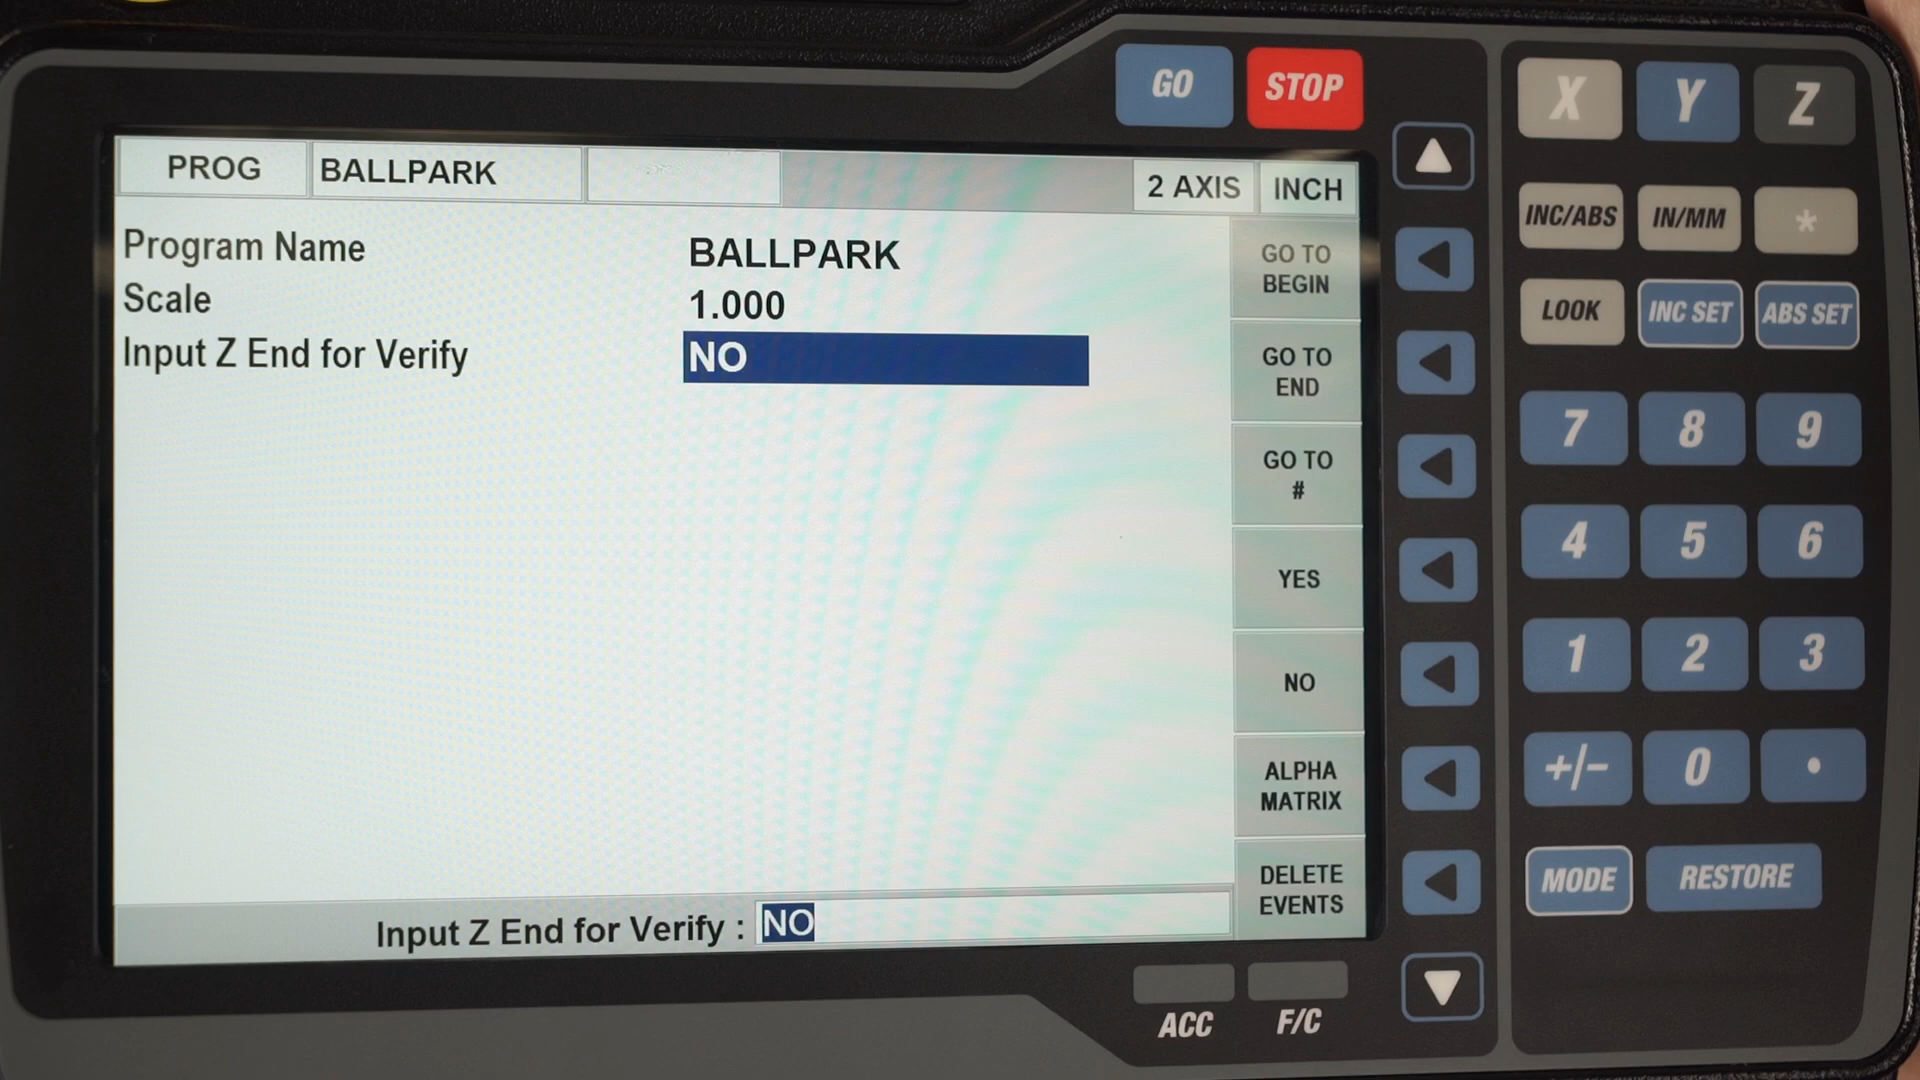 GO STOP
X Y Z
PROG BALLPARK 2 AXIS INCH
INC/ABS IN/MM *
Program Name BALLPARK
GO TO
BEGIN
Scale 1.000
LOOK INC SET ABS SET
Input Z End for Verify NO
GO TO
END
7 8 9
GO TO
#
4 5 6
YES
1 2 3
NO
+/- 0 .
ALPHA
MATRIX
MODE RESTORE
DELETE
EVENTS
Input Z End for Verify : NO
ACC F/C